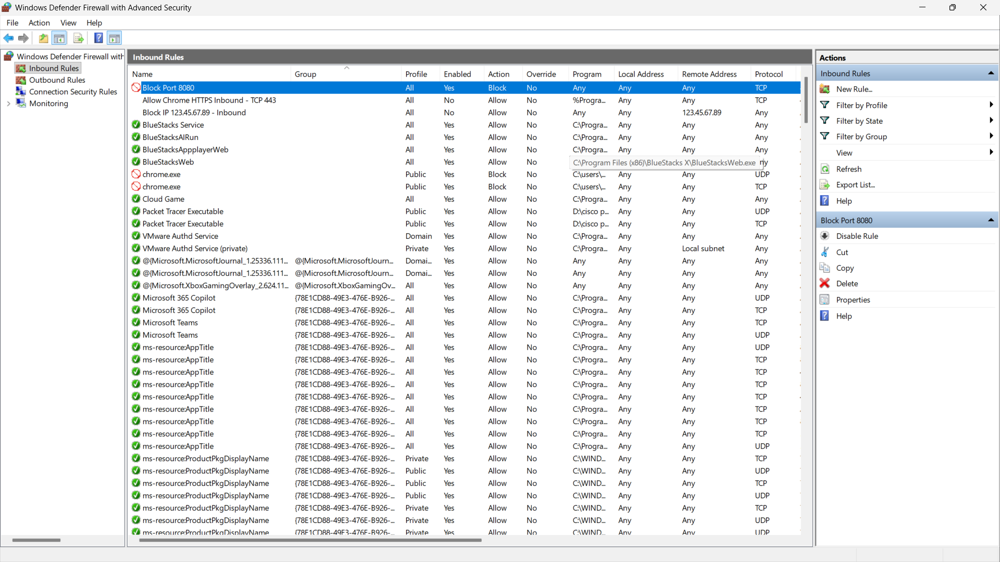 Windows Defender Firewall with Advanced Security
File Action View Help
Windows Defender Firewall with
Inbound Rules
Outbound Rules
Connection Security Rules
Monitoring
Inbound Rules
Name Group Profile Enabled Action Override Program Local Address Remote Address Protocol
Block Port 8080 All Yes Block No Any Any Any TCP
Allow Chrome HTTPS Inbound - TCP 443 All No Allow No %Progra... Any Any TCP
Block IP 123.45.67.89 - Inbound All No Allow No Any Any 123.45.67.89 Any
BlueStacks Service All Yes Allow No C:\Progra... Any Any Any
BlueStacksAIRun All Yes Allow No C:\Progra... Any Any Any
BlueStacksAppplayerWeb All Yes Allow No C:\Progra... Any Any Any
BlueStacksWeb All Yes Allow No C:\Program Files (x86)\BlueStacks X\BlueStacksWeb.exe ny
chrome.exe Public Yes Block No C:\users\... Any Any UDP
chrome.exe Public Yes Block No C:\users\... Any Any TCP
Cloud Game All Yes Allow No C:\Progra... Any Any Any
Packet Tracer Executable Public Yes Allow No D:\cisco p... Any Any UDP
Packet Tracer Executable Public Yes Allow No D:\cisco p... Any Any TCP
VMware Authd Service Domain Yes Allow No C:\Progra... Any Any Any
VMware Authd Service (private) Private Yes Allow No C:\Progra... Any Local subnet Any
@{Microsoft.MicrosoftJournal_1.25336.111... @{Microsoft.MicrosoftJourn... Domai... Yes Allow No Any Any Any Any
@{Microsoft.MicrosoftJournal_1.25336.111... @{Microsoft.MicrosoftJourn... Domai... Yes Allow No Any Any Any Any
@{Microsoft.XboxGamingOverlay_2.624.11... @{Microsoft.XboxGamingOv... All Yes Allow No Any Any Any Any
Microsoft 365 Copilot {78E1CD88-49E3-476E-B926-... All Yes Allow No C:\Progra... Any Any UDP
Microsoft 365 Copilot {78E1CD88-49E3-476E-B926-... All Yes Allow No C:\Progra... Any Any TCP
Microsoft Teams {78E1CD88-49E3-476E-B926-... All Yes Allow No C:\Progra... Any Any TCP
Microsoft Teams {78E1CD88-49E3-476E-B926-... All Yes Allow No C:\Progra... Any Any UDP
ms-resource:AppTitle {78E1CD88-49E3-476E-B926-... All Yes Allow No C:\Progra... Any Any UDP
ms-resource:AppTitle {78E1CD88-49E3-476E-B926-... All Yes Allow No C:\Progra... Any Any TCP
ms-resource:AppTitle {78E1CD88-49E3-476E-B926-... All Yes Allow No C:\Progra... Any Any TCP
ms-resource:AppTitle {78E1CD88-49E3-476E-B926-... All Yes Allow No C:\Progra... Any Any TCP
ms-resource:AppTitle {78E1CD88-49E3-476E-B926-... All Yes Allow No C:\Progra... Any Any TCP
ms-resource:AppTitle {78E1CD88-49E3-476E-B926-... All Yes Allow No C:\Progra... Any Any TCP
ms-resource:AppTitle {78E1CD88-49E3-476E-B926-... All Yes Allow No C:\Progra... Any Any TCP
ms-resource:AppTitle {78E1CD88-49E3-476E-B926-... All Yes Allow No C:\Progra... Any Any TCP
ms-resource:AppTitle {78E1CD88-49E3-476E-B926-... All Yes Allow No C:\Progra... Any Any UDP
ms-resource:ProductPkgDisplayName {78E1CD88-49E3-476E-B926-... Private Yes Allow No C:\WIND... Any Any TCP
ms-resource:ProductPkgDisplayName {78E1CD88-49E3-476E-B926-... Public Yes Allow No C:\WIND... Any Any UDP
ms-resource:ProductPkgDisplayName {78E1CD88-49E3-476E-B926-... Public Yes Allow No C:\WIND... Any Any TCP
ms-resource:ProductPkgDisplayName {78E1CD88-49E3-476E-B926-... Public Yes Allow No C:\WIND... Any Any UDP
ms-resource:ProductPkgDisplayName {78E1CD88-49E3-476E-B926-... Private Yes Allow No C:\WIND... Any Any TCP
ms-resource:ProductPkgDisplayName {78E1CD88-49E3-476E-B926-... Private Yes Allow No C:\WIND... Any Any UDP
ms-resource:ProductPkgDisplayName {78E1CD88-49E3-476E-B926-... Private Yes Allow No C:\WIND... Any Any UDP
Actions
Inbound Rules
New Rule...
Filter by Profile
Filter by State
Filter by Group
View
Refresh
Export List...
Help
Block Port 8080
Disable Rule
Cut
Copy
Delete
Properties
Help